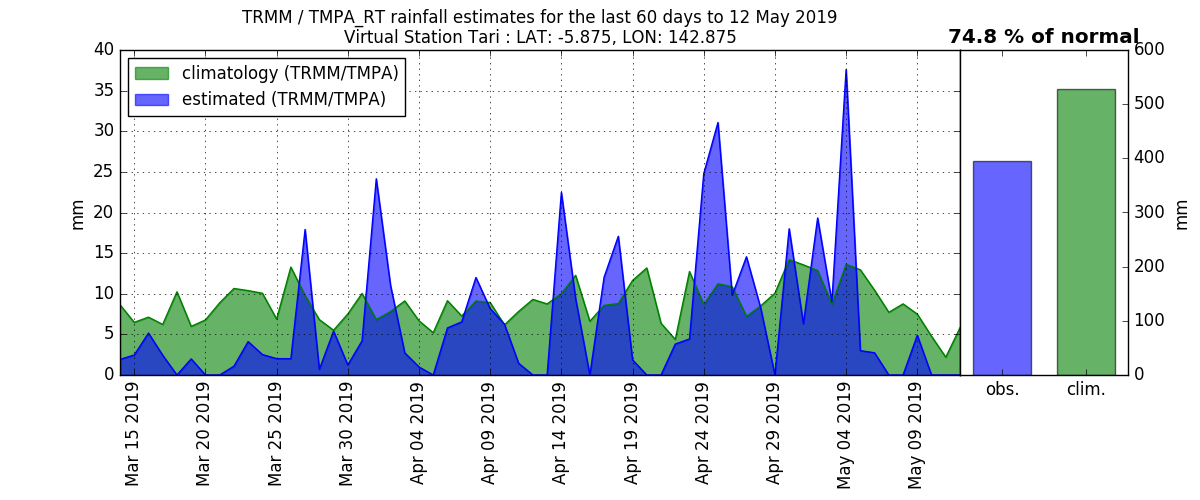 TRMM / TMPA_RT rainfall estimates for the last 60 days to 12 May 2019
Virtual Station Tari : LAT: -5.875, LON: 142.875
74.8 % of normal
climatology (TRMM/TMPA)
estimated (TRMM/TMPA)
mm
40
35
30
25
20
15
10
5
0
Mar 15 2019
Mar 20 2019
Mar 25 2019
Mar 30 2019
Apr 04 2019
Apr 09 2019
Apr 14 2019
Apr 19 2019
Apr 24 2019
Apr 29 2019
May 04 2019
May 09 2019
obs.
clim.
600
500
400
300
200
100
0
mm